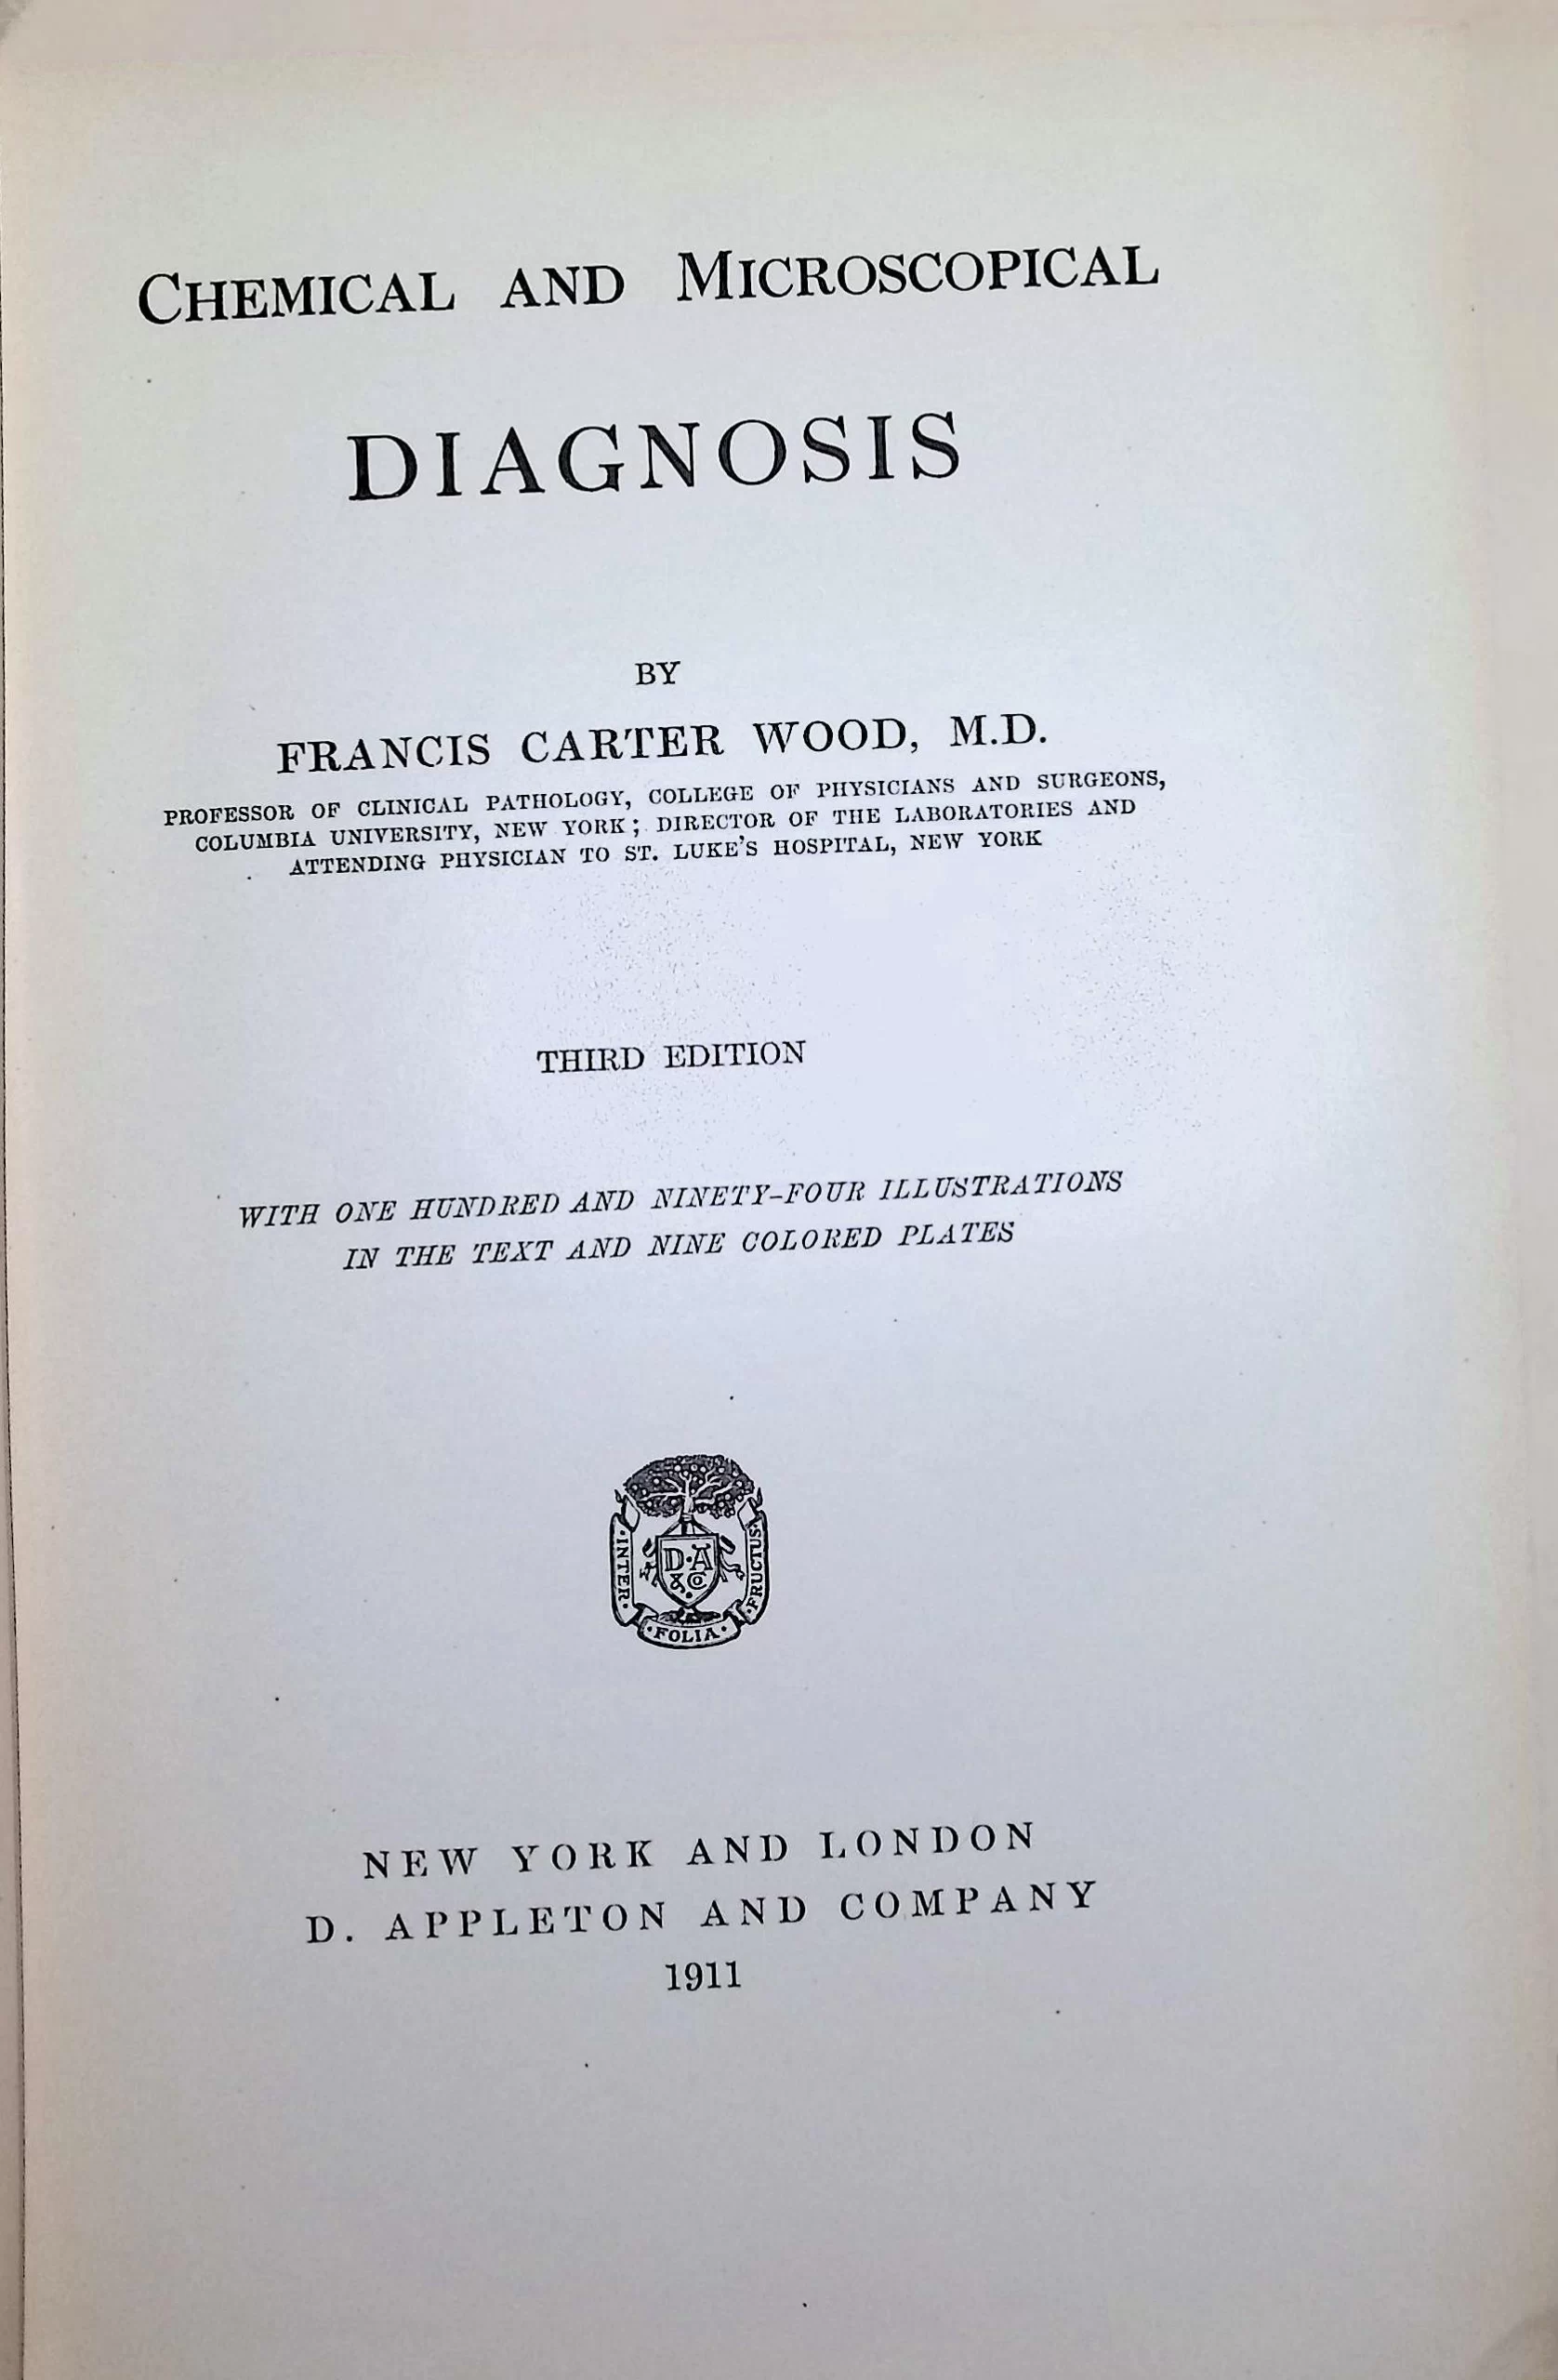 CHEMICAL AND MICROSCOPICAL
DIAGNOSIS
BY
FRANCIS CARTER WOOD, M.D.
PROFESSOR OF CLINICAL PATHOLOGY, COLLEGE OF PHYSICIANS AND SURGEONS,
COLUMBIA UNIVERSITY, NEW YORK; DIRECTOR OF THE LABORATORIES AND
ATTENDING PHYSICIAN TO ST. LUKE'S HOSPITAL, NEW YORK
THIRD EDITION
WITH ONE HUNDRED AND NINETY-FOUR ILLUSTRATIONS
IN THE TEXT AND NINE COLORED PLATES
D·A
&Co
·INTER·
·FOLIA·
·FRUCTUS·
NEW YORK AND LONDON
D. APPLETON AND COMPANY
1911